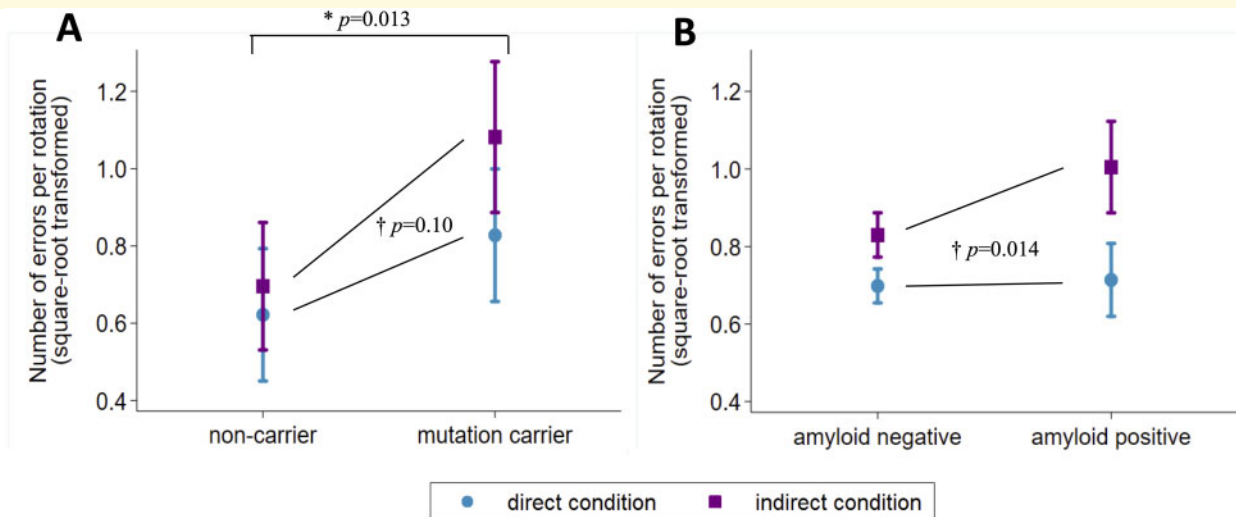 A
* p=0.013
Number of errors per rotation
(square-root transformed)
1.2
1.0
0.8
0.6
0.4
† p=0.10
non-carrier
mutation carrier
B
Number of errors per rotation
(square-root transformed)
1.2
1.0
0.8
0.6
0.4
† p=0.014
amyloid negative
amyloid positive
direct condition
indirect condition